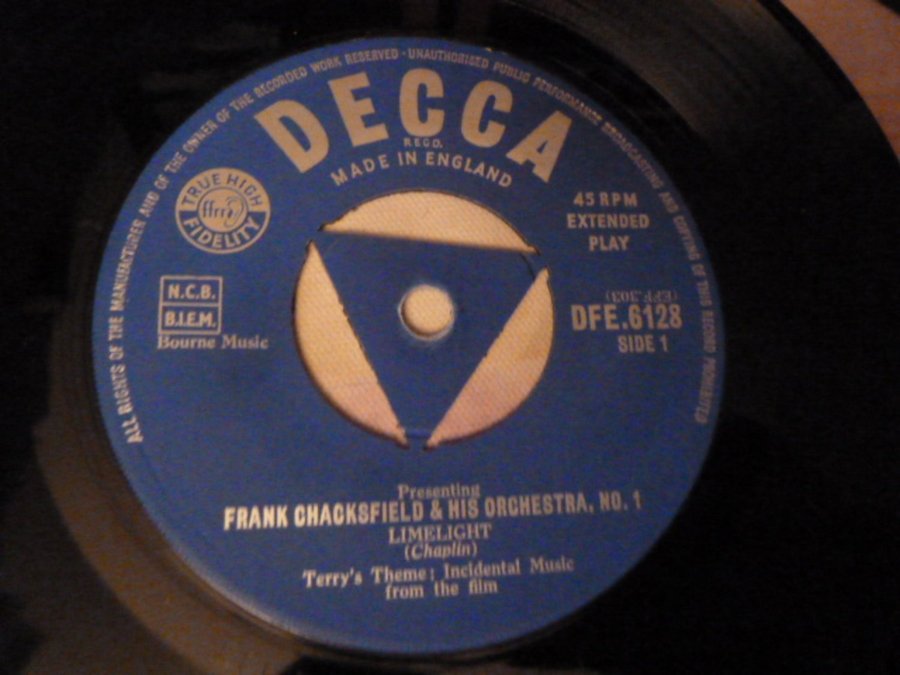 ALL RIGHTS OF THE MANUFACTURER AND OF THE OWNER OF THE RECORDED WORK RESERVED · UNAUTHORISED PUBLIC PERFORMANCE BROADCASTING AND COPYING OF THIS RECORD PROHIBITED
DECCA
REGD.
MADE IN ENGLAND
TRUE HIGH
ffrr
FIDELITY
45 RPM
EXTENDED
PLAY
N.C.B.
B.I.E.M.
Bourne Music
DFE.6128
SIDE 1
Presenting
FRANK CHACKSFIELD & HIS ORCHESTRA, NO. 1
LIMELIGHT
(Chaplin)
Terry's Theme; Incidental Music
from the film